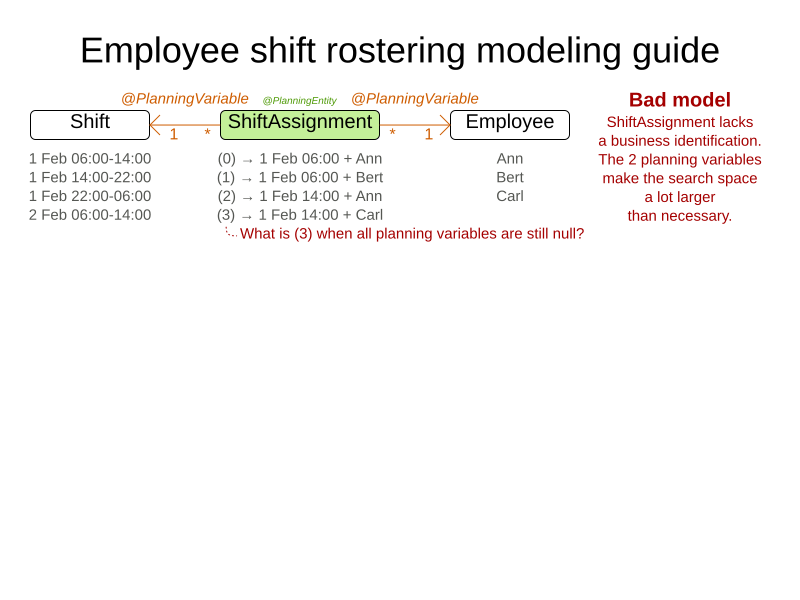 Employee shift rostering modeling guide
@PlanningVariable @PlanningEntity @PlanningVariable
Shift ShiftAssignment Employee
1 * * 1
1 Feb 06:00-14:00 (0) → 1 Feb 06:00 + Ann Ann
1 Feb 14:00-22:00 (1) → 1 Feb 06:00 + Bert Bert
1 Feb 22:00-06:00 (2) → 1 Feb 14:00 + Ann Carl
2 Feb 06:00-14:00 (3) → 1 Feb 14:00 + Carl
What is (3) when all planning variables are still null?
Bad model
ShiftAssignment lacks
a business identification.
The 2 planning variables
make the search space
a lot larger
than necessary.